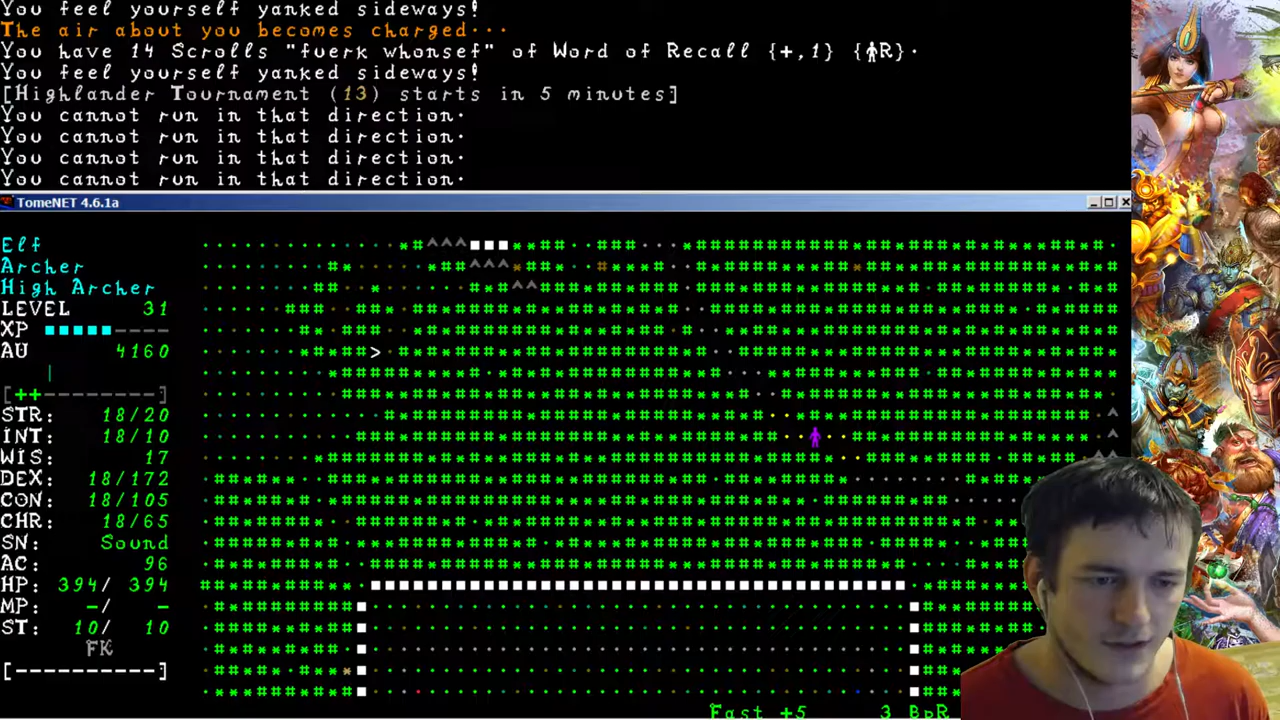 You feel yourself yanked sideways!
The air about you becomes charged...
You have 14 Scrolls "fuerk whonsef" of Word of Recall {+,1} {R}.
You feel yourself yanked sideways!
[Highlander Tournament (13) starts in 5 minutes]
You cannot run in that direction.
You cannot run in that direction.
You cannot run in that direction.
You cannot run in that direction.
TomeNET 4.6.1a
Elf
Archer
High Archer
LEVEL 31
XP
AU 4160
[++--------]
STR: 18/20
INT: 18/10
WIS: 17
DEX: 18/172
CON: 18/105
CHR: 18/65
SN: Sound
AC: 96
HP: 394/ 394
MP: -/ -
ST: 10/ 10
FK
[----------]
Fast +5 3 BpR